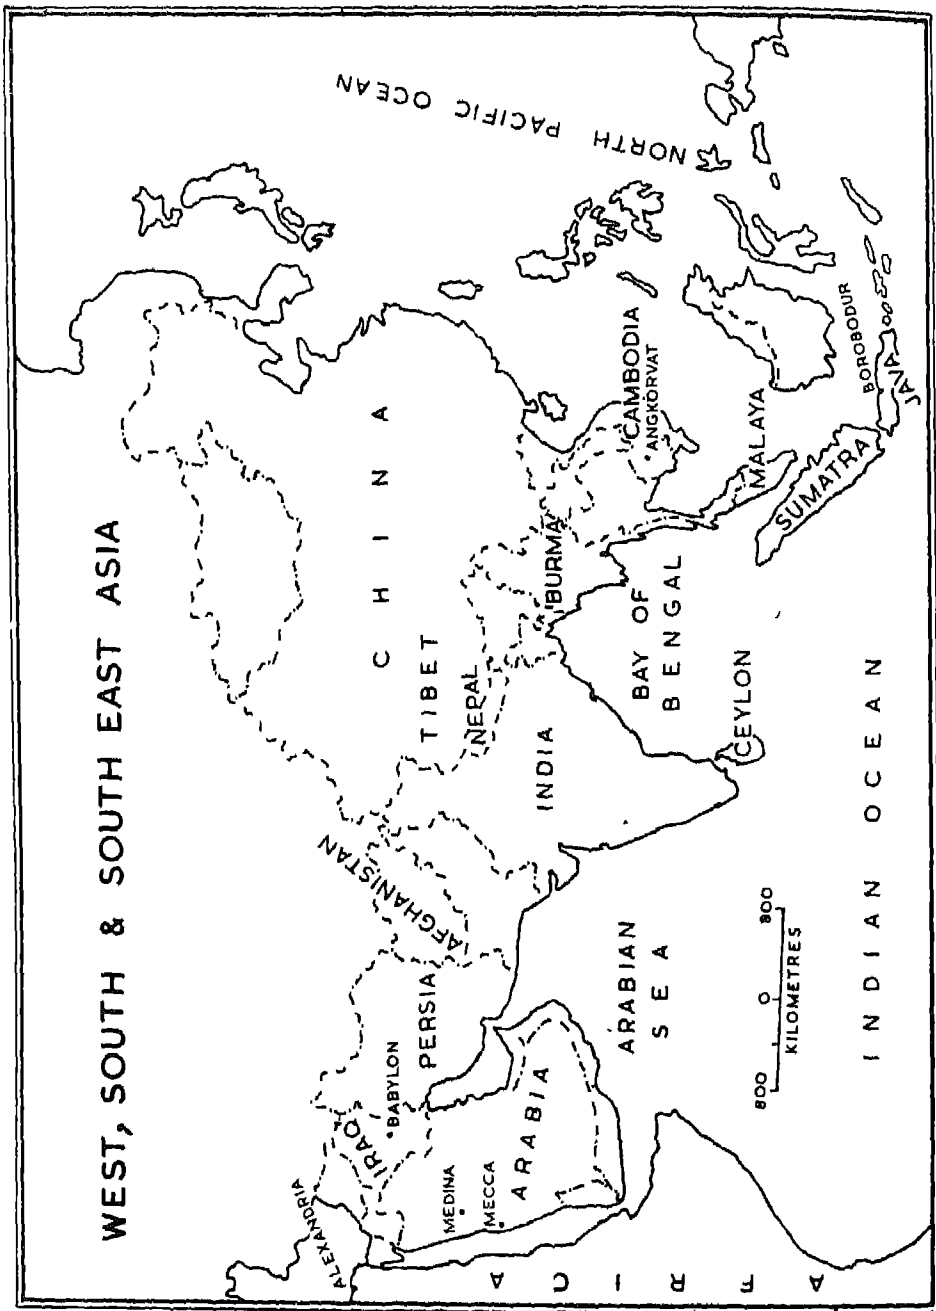 WEST, SOUTH & SOUTH EAST ASIA
NORTH PACIFIC OCEAN
CHINA
TIBET
NEPAL
AFGHANISTAN
PERSIA
IRAQ
BABYLON
ALEXANDRIA
MEDINA
MECCA
ARABIA
AFRICA
INDIA
BURMA
CAMBODIA
ANGKORVAT
MALAYA
SUMATRA
BOROBODUR
JAVA
BAY OF
BENGAL
CEYLON
ARABIAN
SEA
800 0 800
KILOMETRES
INDIAN OCEAN